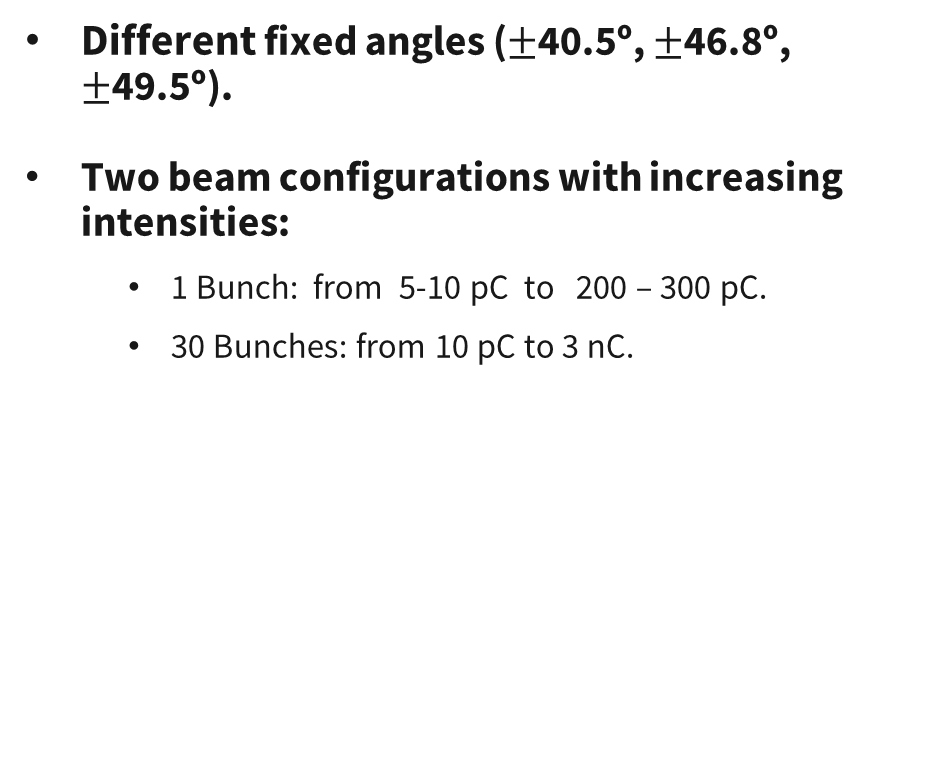 • Different fixed angles (±40.5º, ±46.8º,
±49.5º).
• Two beam configurations with increasing
intensities:
• 1 Bunch: from 5-10 pC to 200 – 300 pC.
• 30 Bunches: from 10 pC to 3 nC.